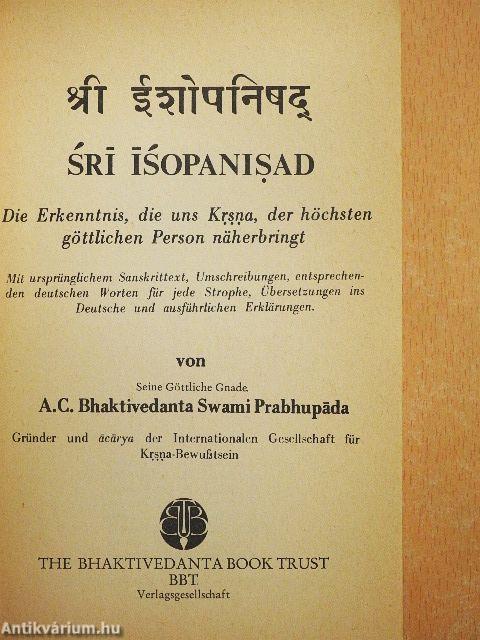 श्री ईशोपनिषद्
ŚRĪ ĪŚOPANIṢAD
Die Erkenntnis, die uns Kṛṣṇa, der höchsten
göttlichen Person näherbringt
Mit ursprünglichem Sanskrittext, Umschreibungen, entsprechen-
den deutschen Worten für jede Strophe, Übersetzungen ins
Deutsche und ausführlichen Erklärungen.
von
Seine Göttliche Gnade
A.C. Bhaktivedanta Swami Prabhupāda
Gründer und ācārya der Internationalen Gesellschaft für
Kṛṣṇa-Bewußtsein
BBT
THE BHAKTIVEDANTA BOOK TRUST
BBT
Verlagsgesellschaft
Antikvárium.hu